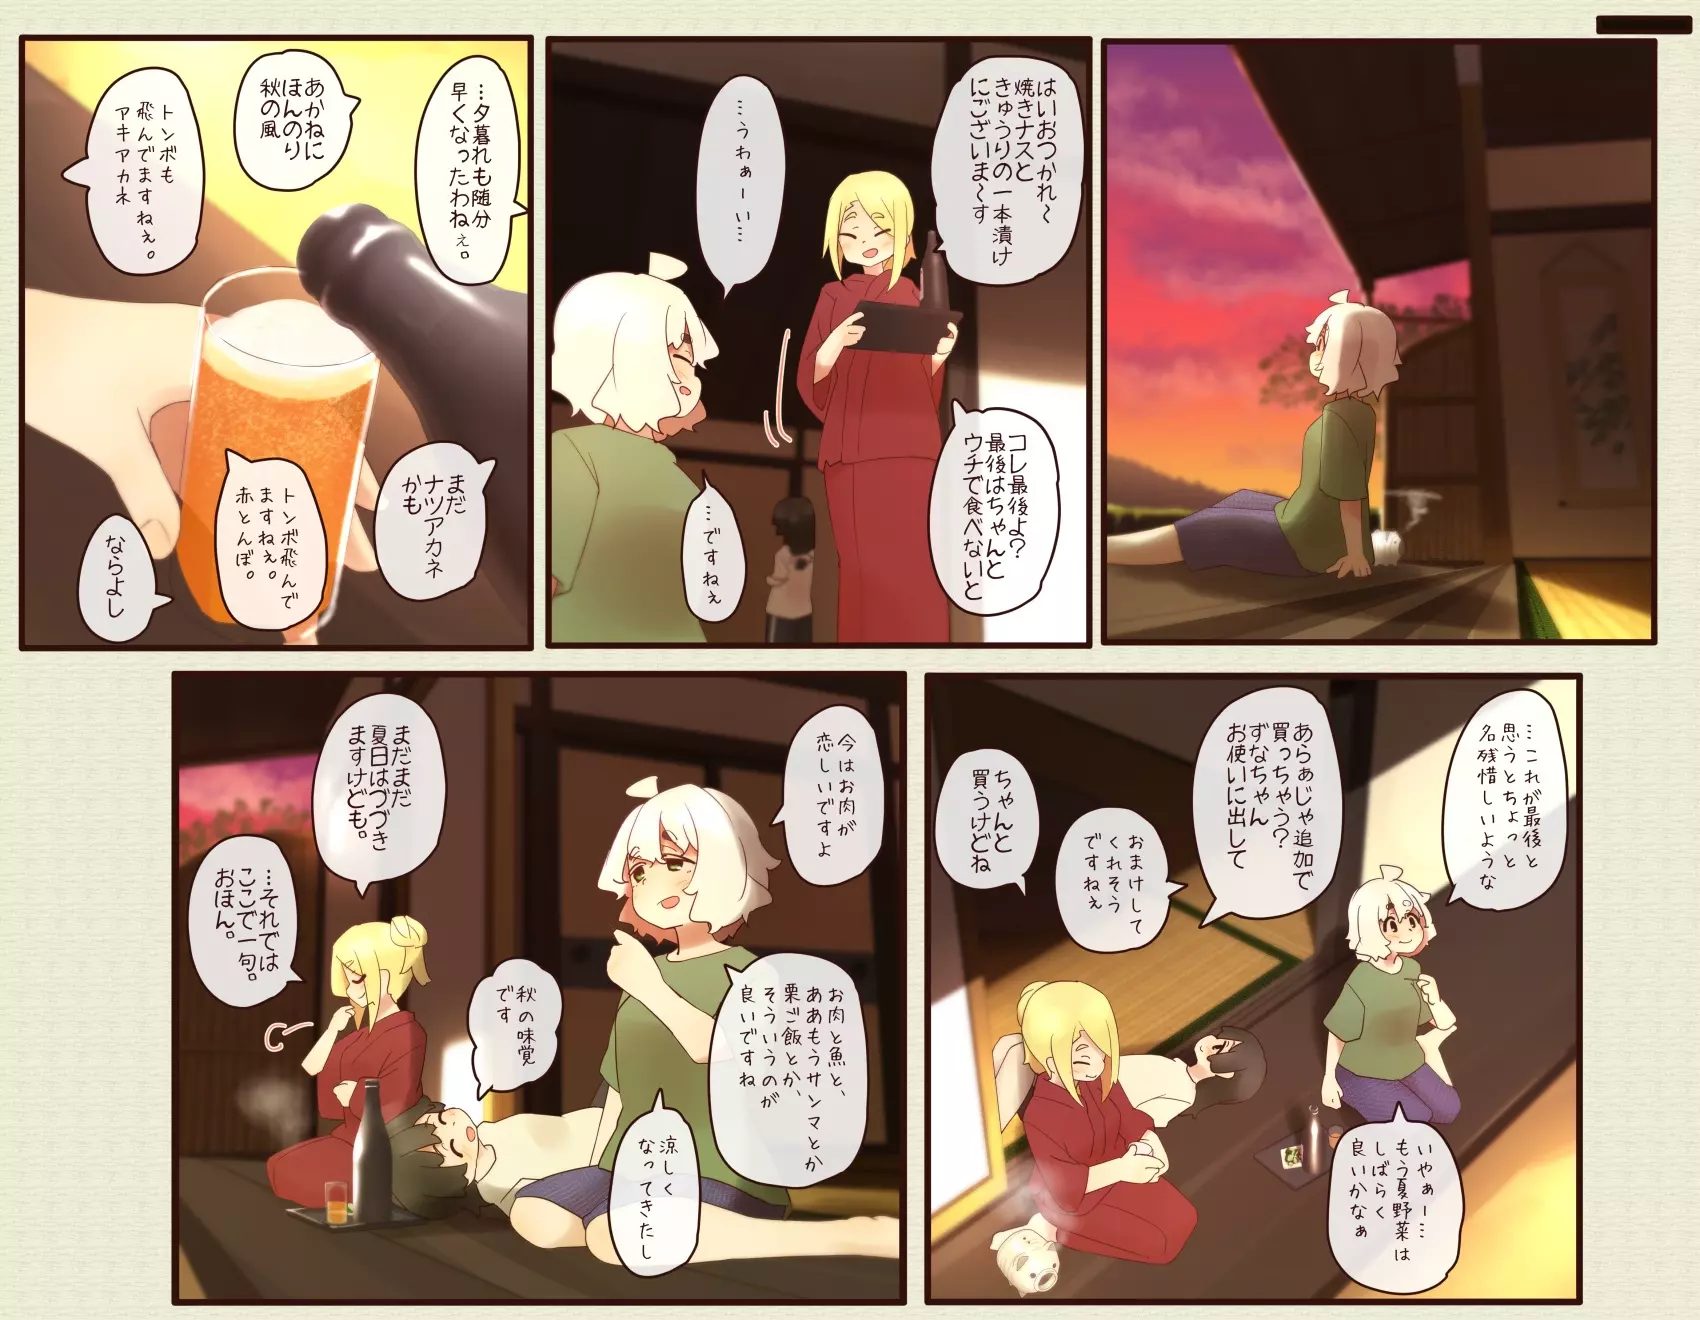 はいおつかれ～
焼きナスと
きゅうりの一本漬け
にございま～す
…うわぁーい…
コレ最後よ？
最後はちゃんと
ウチで食べないと
…ですねぇ
…夕暮れも随分
早くなったわねぇ。
あかねに
ほんのり
秋の風
トンボも
飛んでますねぇ。
アキアカネ
まだ
ナツアカネ
かも
トンボ飛んで
ますねぇ。
赤とんぼ。
ならよし
…これが最後と
思うとちょっと
名残惜しいような
あらぁじゃ追加で
買っちゃう？
ずなちゃん
お使いに出して
おまけして
くれそう
ですねぇ
ちゃんと
買うけどね
いやぁー…
もう夏野菜は
しばらく
良いかなぁ
今はお肉が
恋しいですよ
お肉と魚と、
ああもうサンマとか
栗ご飯とか、
そういうのが
良いですね
涼しく
なってきたし
秋の味覚
です
まだまだ
夏日はつづき
ますけども。
…それでは
ここで一句。
おほん。